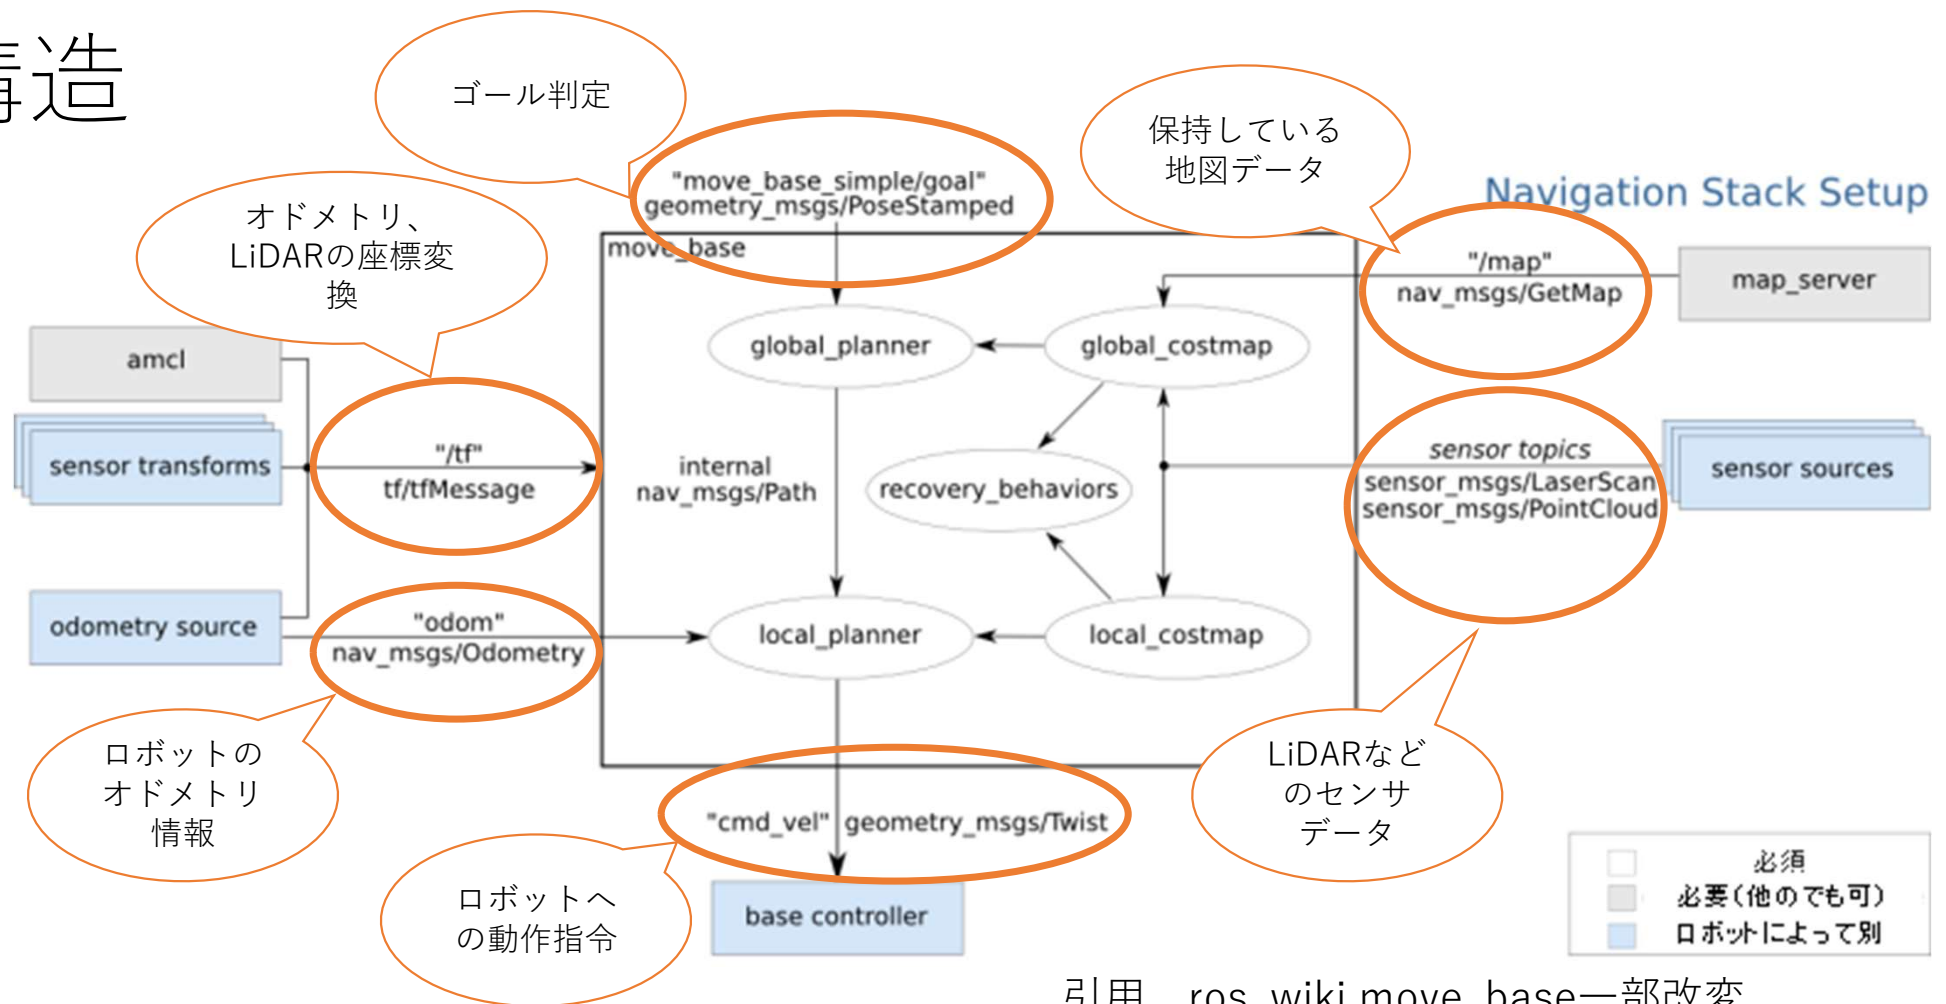 構造
ゴール判定
保持している
地図データ
"move_base_simple/goal"
geometry_msgs/PoseStamped
Navigation Stack Setup
オドメトリ、
LiDARの座標変
換
move_base
"/map"
nav_msgs/GetMap
map_server
global_planner
global_costmap
amcl
sensor transforms
"/tf"
tf/tfMessage
internal
nav_msgs/Path
recovery_behaviors
sensor topics
sensor_msgs/LaserScan
sensor_msgs/PointCloud
sensor sources
odometry source
"odom"
nav_msgs/Odometry
local_planner
local_costmap
ロボットの
オドメトリ
情報
LiDARなど
のセンサ
データ
"cmd_vel" geometry_msgs/Twist
ロボットへ
の動作指令
base controller
必須
必要(他のでも可)
ロボットによって別
引用 ros wiki move_base一部改変